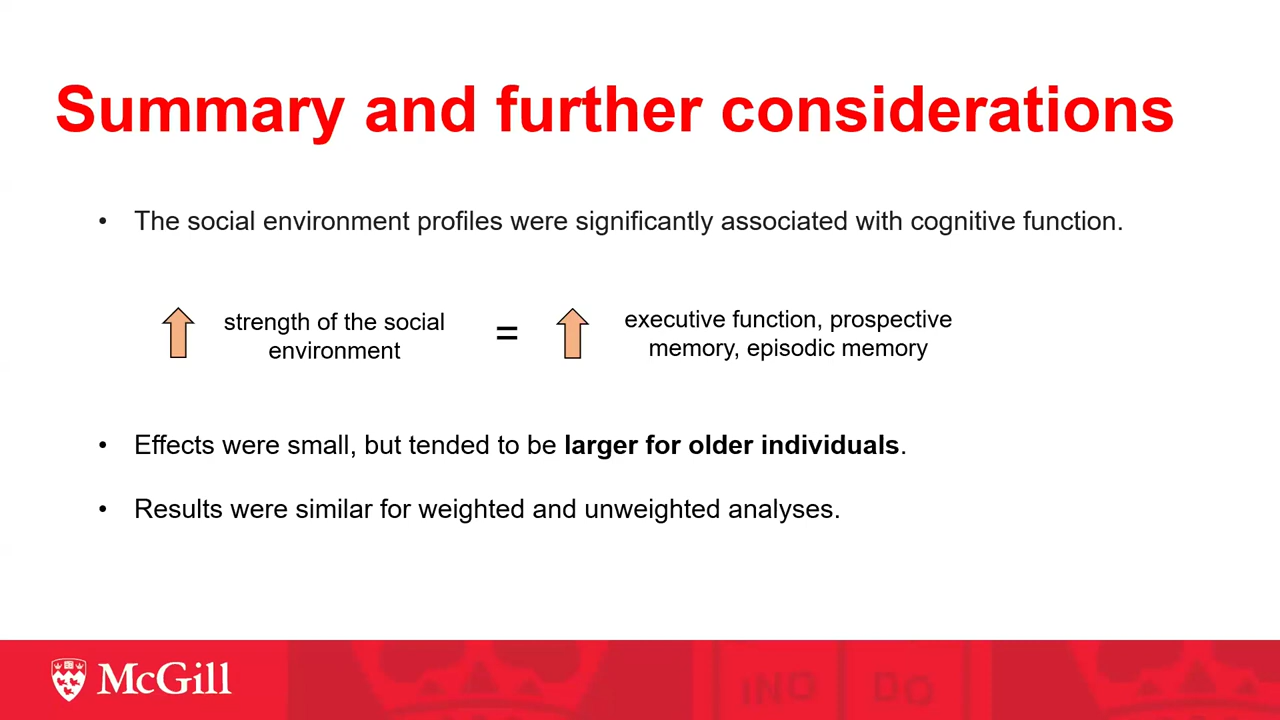 Summary and further considerations
• The social environment profiles were significantly associated with cognitive function.
strength of the social
environment
=
executive function, prospective
memory, episodic memory
• Effects were small, but tended to be larger for older individuals.
• Results were similar for weighted and unweighted analyses.
McGill
IN DO